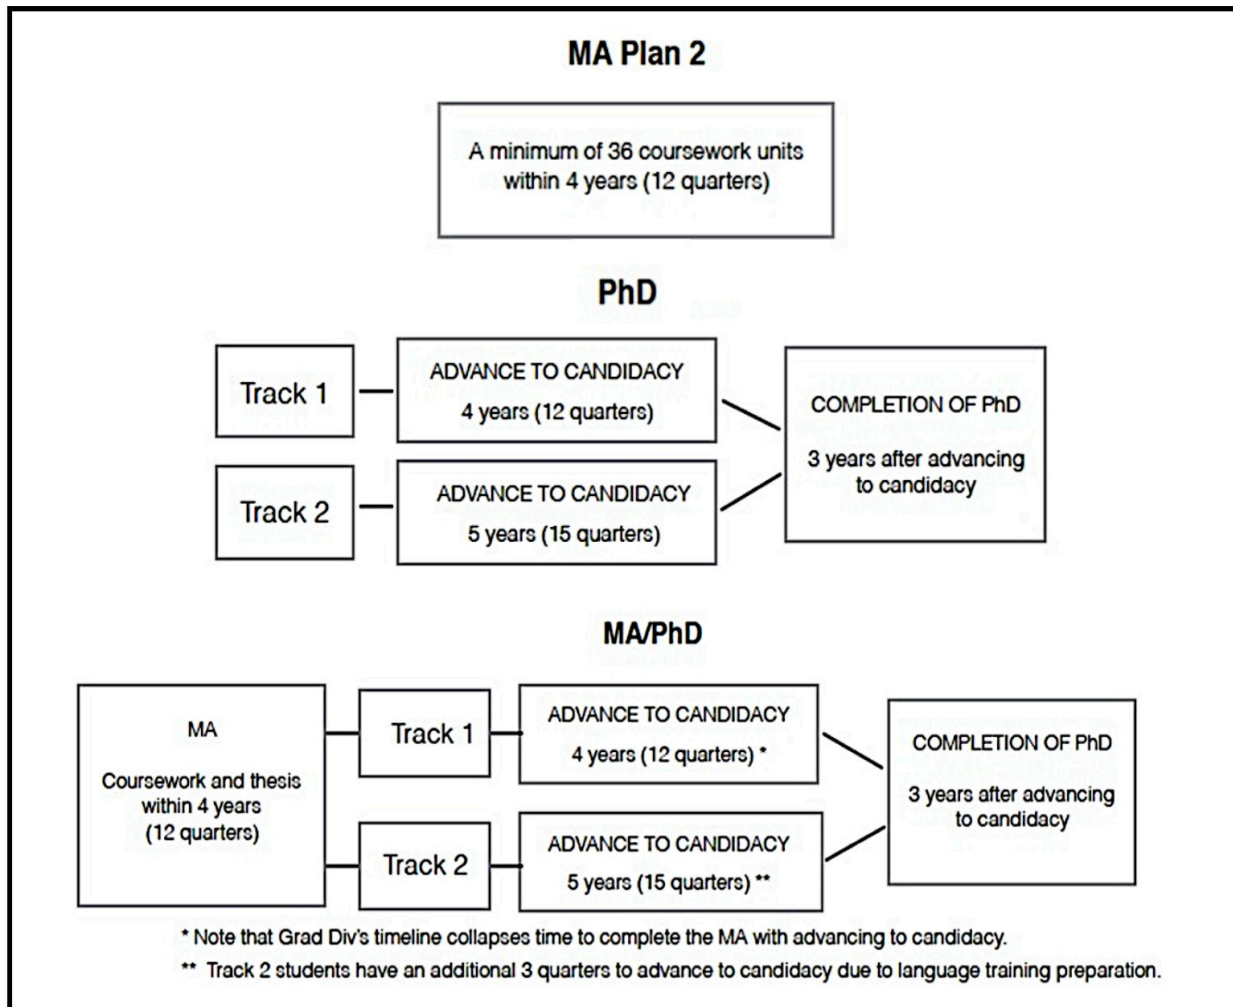 MA Plan 2
A minimum of 36 coursework units
within 4 years (12 quarters)
PhD
Track 1
ADVANCE TO CANDIDACY
4 years (12 quarters)
Track 2
ADVANCE TO CANDIDACY
5 years (15 quarters)
COMPLETION OF PhD
3 years after advancing
to candidacy
MA/PhD
MA
Coursework and thesis
within 4 years
(12 quarters)
Track 1
ADVANCE TO CANDIDACY
4 years (12 quarters) *
Track 2
ADVANCE TO CANDIDACY
5 years (15 quarters) **
COMPLETION OF PhD
3 years after advancing
to candidacy
* Note that Grad Div's timeline collapses time to complete the MA with advancing to candidacy.
** Track 2 students have an additional 3 quarters to advance to candidacy due to language training preparation.